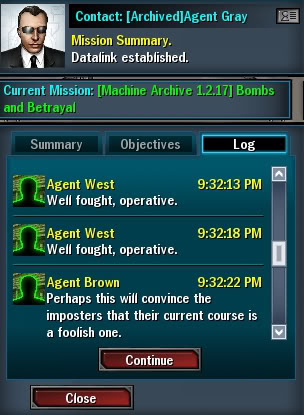 Contact: [Archived]Agent Gray
Mission Summary.
Datalink established.
Current Mission: [Machine Archive 1.2.17] Bombs
and Betrayal
Summary
Objectives
Log
Agent West 9:32:13 PM
Well fought, operative.
Agent West 9:32:18 PM
Well fought, operative.
Agent Brown 9:32:22 PM
Perhaps this will convince the
imposters that their current course is
a foolish one.
Continue
Close